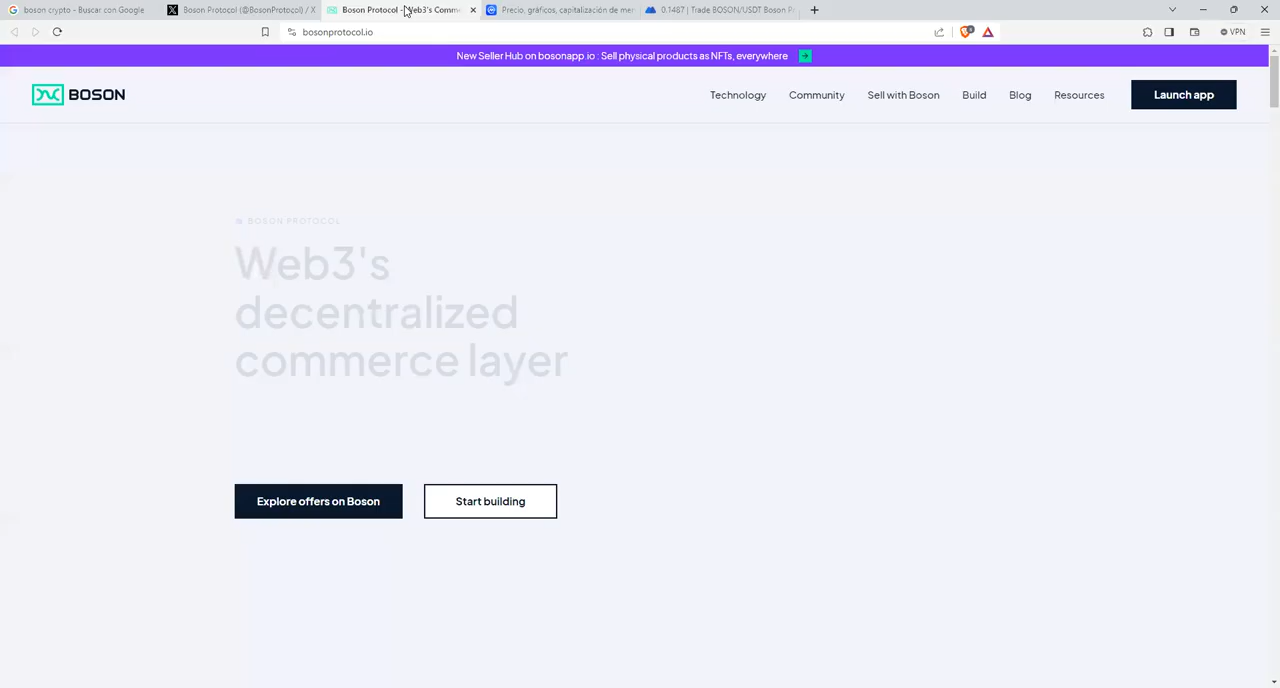 boson crypto - Buscar con Google
Boson Protocol (@BosonProtocol) / X
Boson Protocol - Web3's Comme
Precio, gráficos, capitalización de mer
0.1487 | Trade BOSON/USDT Boson Pr
bosonprotocol.io
VPN
New Seller Hub on bosonapp.io : Sell physical products as NFTs, everywhere
BOSON
Technology
Community
Sell with Boson
Build
Blog
Resources
Launch app
BOSON PROTOCOL
Web3's
decentralized
commerce layer
Explore offers on Boson
Start building